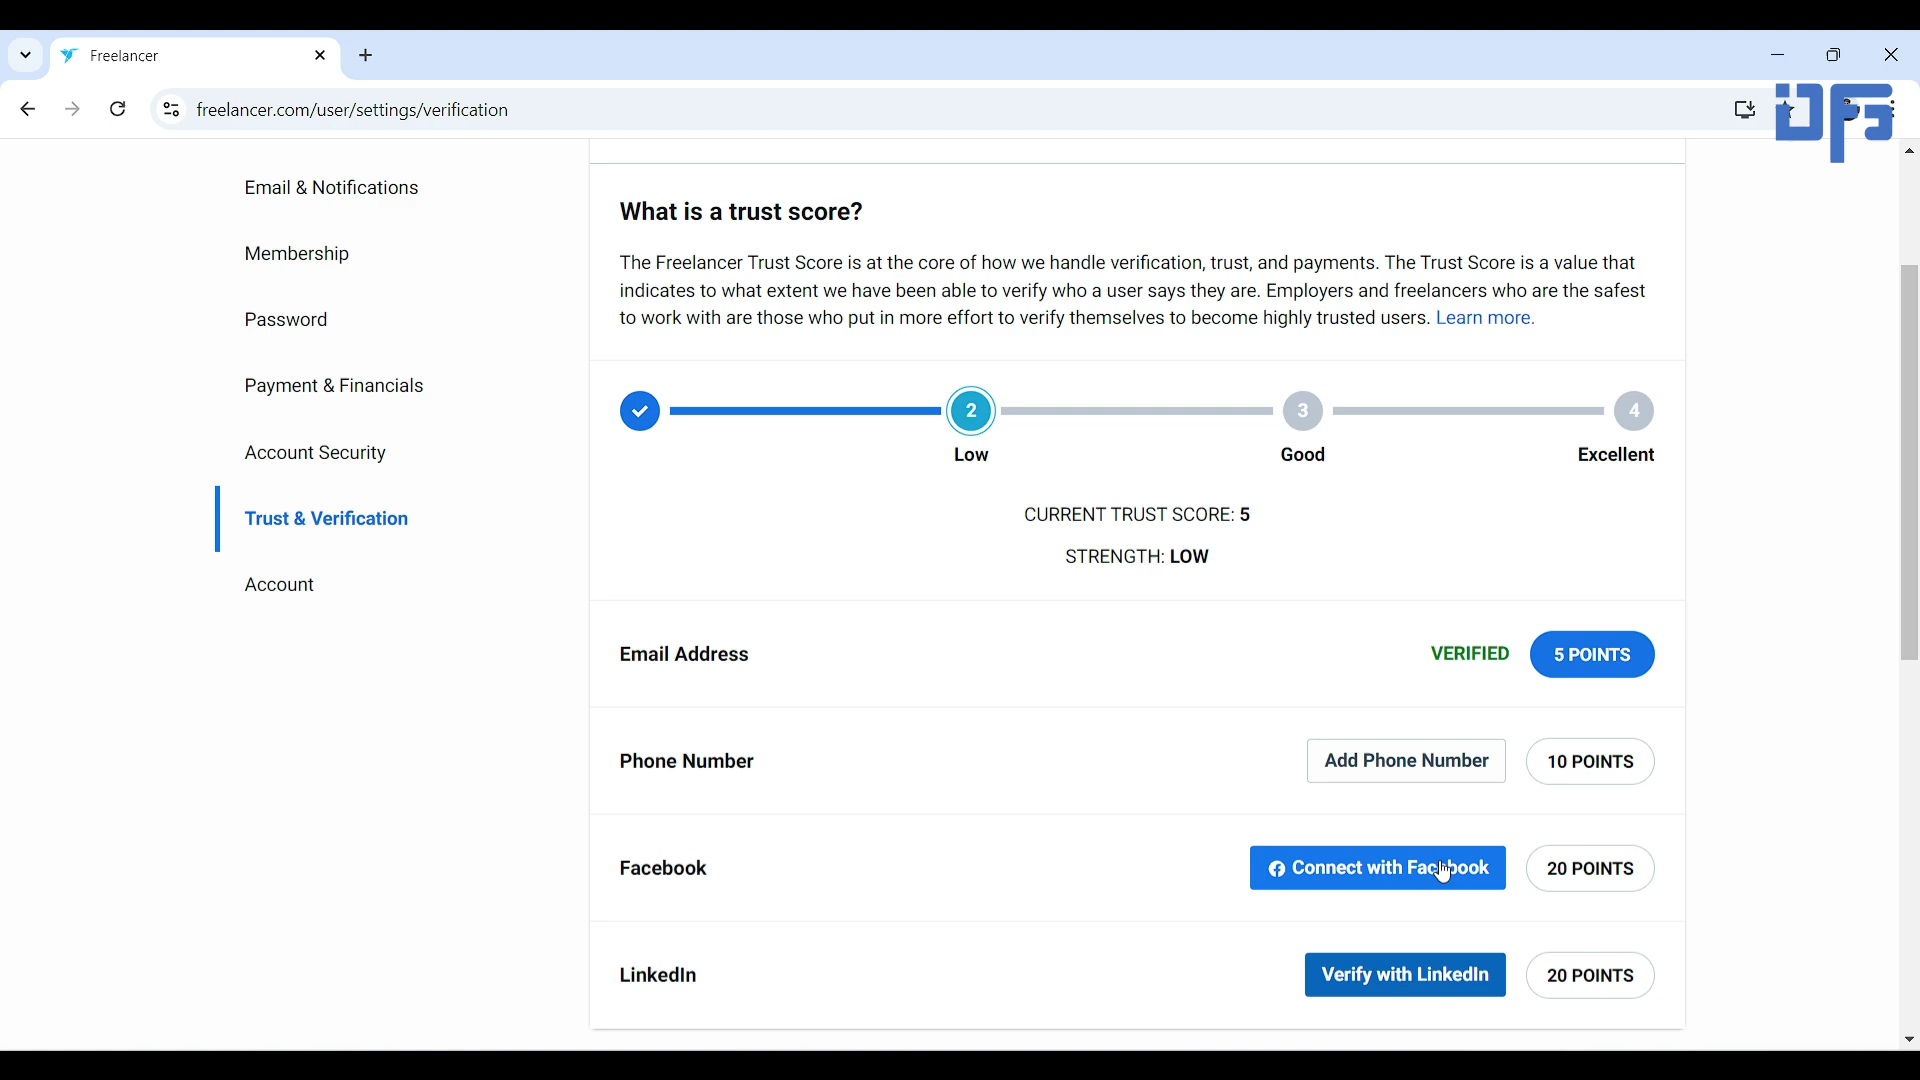 Freelancer
freelancer.com/user/settings/verification
Email & Notifications
Membership
Password
Payment & Financials
Account Security
Trust & Verification
Account
What is a trust score?
The Freelancer Trust Score is at the core of how we handle verification, trust, and payments. The Trust Score is a value that
indicates to what extent we have been able to verify who a user says they are. Employers and freelancers who are the safest
to work with are those who put in more effort to verify themselves to become highly trusted users. Learn more.
2 3 4
Low Good Excellent
CURRENT TRUST SCORE: 5
STRENGTH: LOW
Email Address VERIFIED 5 POINTS
Phone Number Add Phone Number 10 POINTS
Facebook Connect with Facebook 20 POINTS
LinkedIn Verify with LinkedIn 20 POINTS